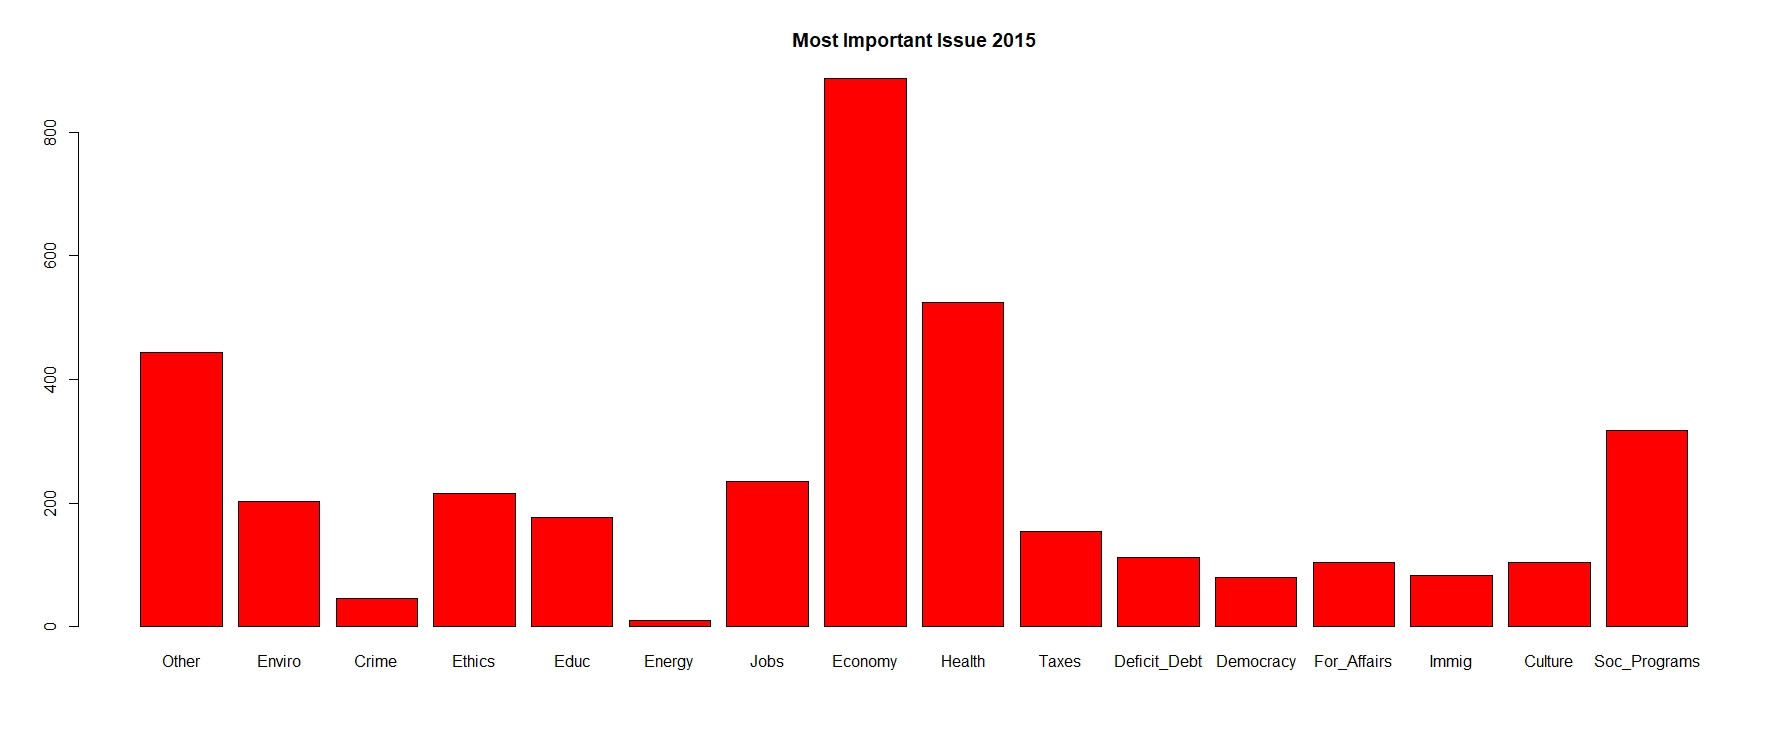 Most Important Issue 2015
800
600
400
200
0
Other Enviro Crime Ethics Educ Energy Jobs Economy Health Taxes Deficit_Debt Democracy For_Affairs Immig Culture Soc_Programs